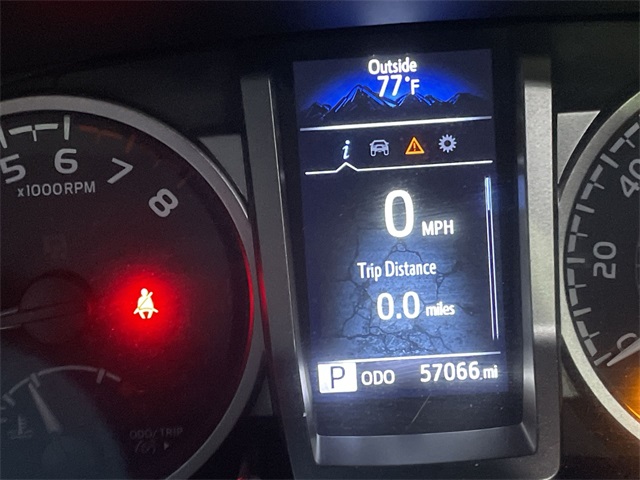 Outside
77°F
i
0 MPH
Trip Distance
0.0 miles
P ODO 57066 mi
5 6 7 8
x1000RPM
ODO/TRIP
0 20 40